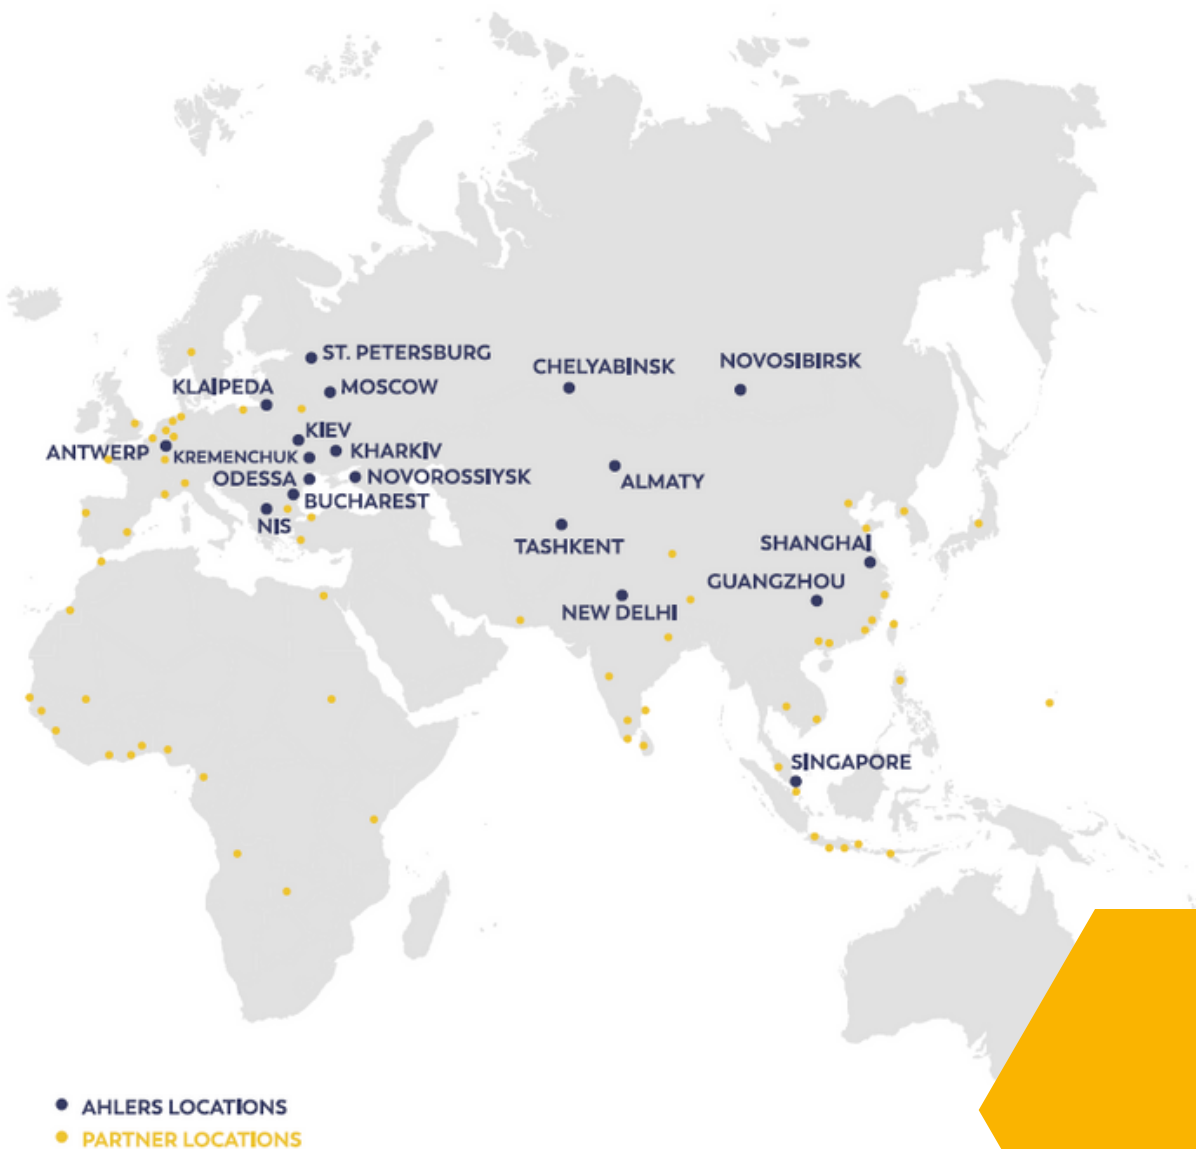 ST. PETERSBURG
CHELYABINSK
NOVOSIBIRSK
KLAIPEDA
MOSCOW
KIEV
ANTWERP
KREMENCHUK
KHARKIV
ODESSA
NOVOROSSIYSK
ALMATY
BUCHAREST
NIS
TASHKENT
SHANGHAI
GUANGZHOU
NEW DELHI
SINGAPORE
AHLERS LOCATIONS
PARTNER LOCATIONS